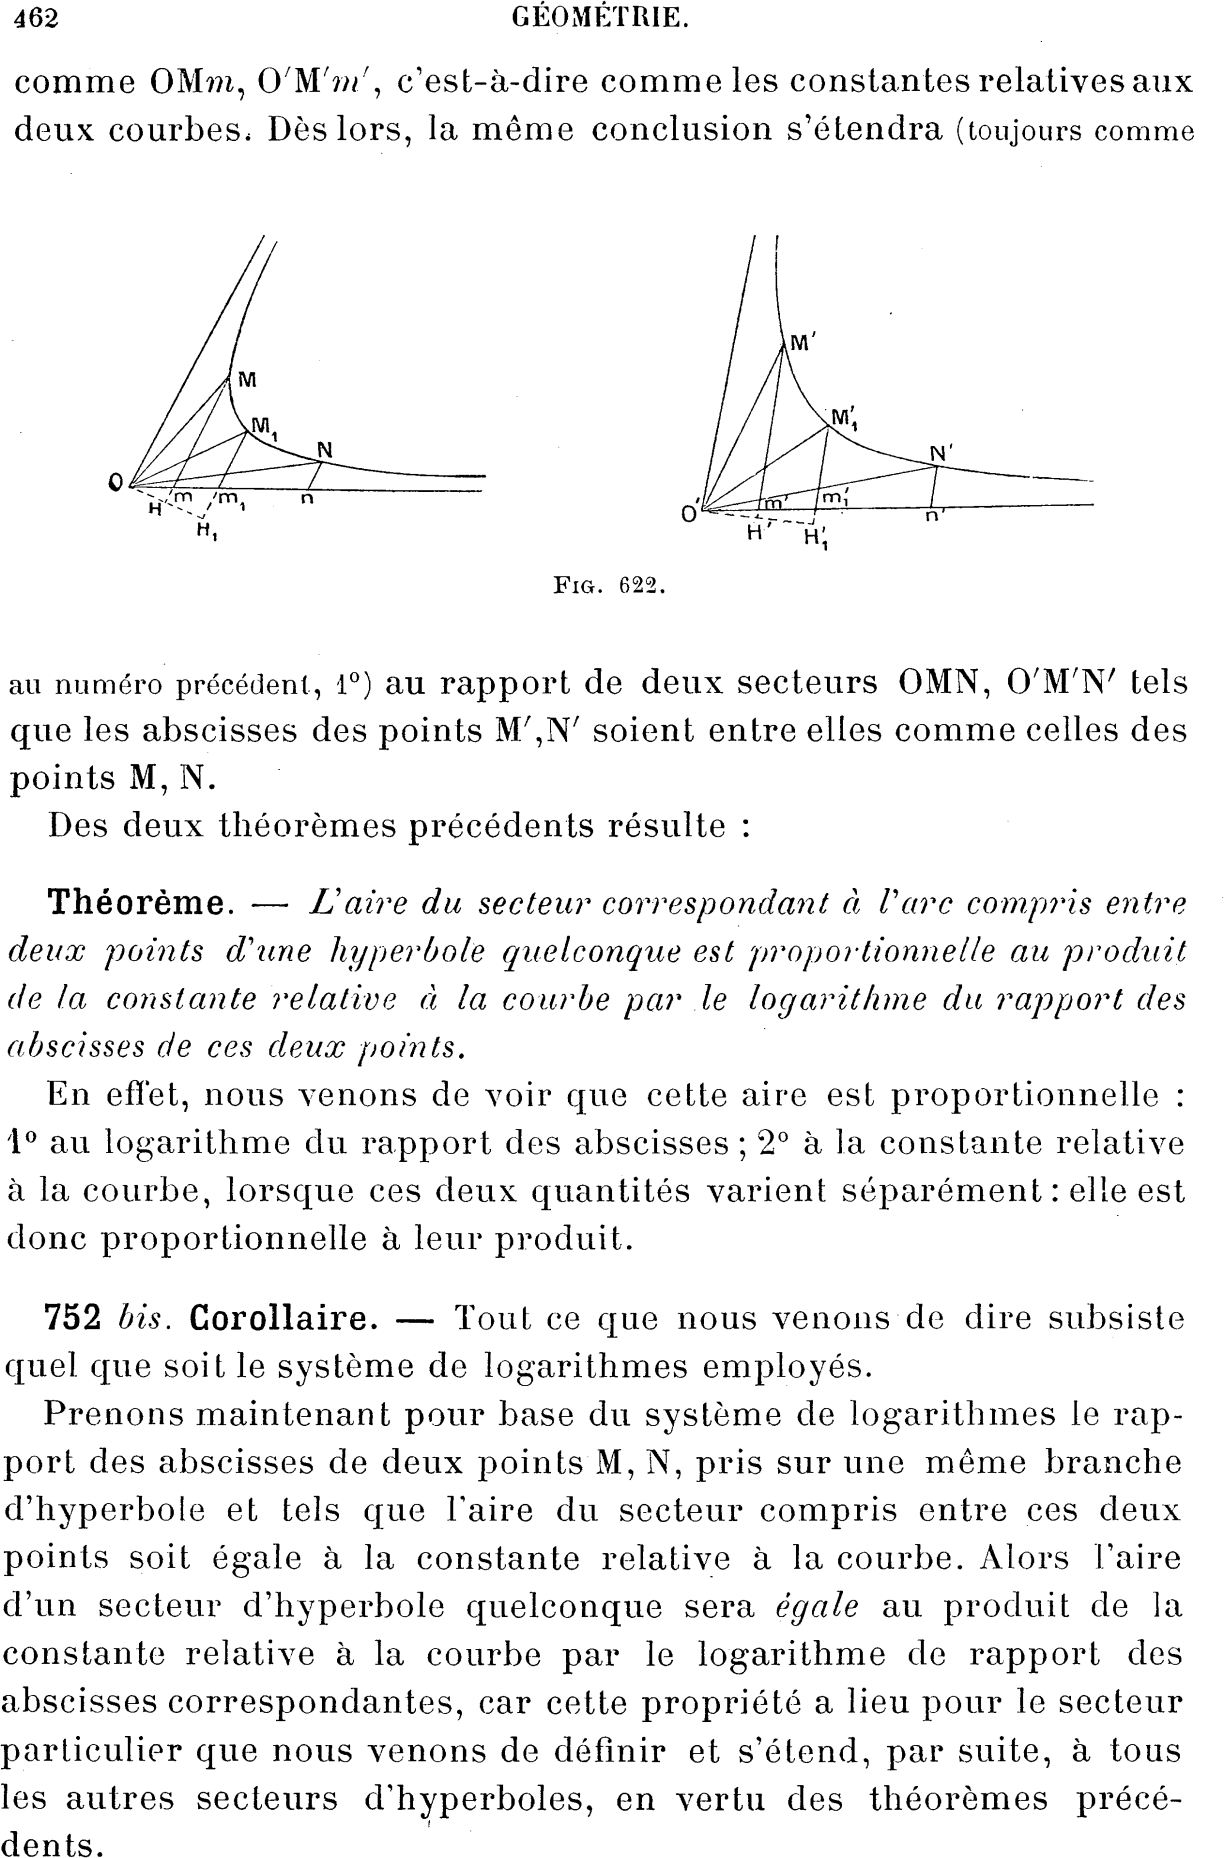 462
GÉOMÉTRIE.
comme OMm, O′M′m′, c'est-à-dire comme les constantes relatives aux
deux courbes. Dès lors, la même conclusion s'étendra (toujours comme
M
M₁
N
O
m
m₁
n
H
H₁
M′
M′₁
N′
O′
m′
m′₁
n′
H′
H′₁
FIG. 622.
au numéro précédent, 1°) au rapport de deux secteurs OMN, O′M′N′ tels
que les abscisses des points M′,N′ soient entre elles comme celles des
points M, N.
Des deux théorèmes précédents résulte :
Théorème. — L'aire du secteur correspondant à l'arc compris entre
deux points d'une hyperbole quelconque est proportionnelle au produit
de la constante relative à la courbe par le logarithme du rapport des
abscisses de ces deux points.
En effet, nous venons de voir que cette aire est proportionnelle :
1° au logarithme du rapport des abscisses ; 2° à la constante relative
à la courbe, lorsque ces deux quantités varient séparément : elle est
donc proportionnelle à leur produit.
752 bis. Corollaire. — Tout ce que nous venons de dire subsiste
quel que soit le système de logarithmes employés.
Prenons maintenant pour base du système de logarithmes le rap-
port des abscisses de deux points M, N, pris sur une même branche
d'hyperbole et tels que l'aire du secteur compris entre ces deux
points soit égale à la constante relative à la courbe. Alors l'aire
d'un secteur d'hyperbole quelconque sera égale au produit de la
constante relative à la courbe par le logarithme de rapport des
abscisses correspondantes, car cette propriété a lieu pour le secteur
particulier que nous venons de définir et s'étend, par suite, à tous
les autres secteurs d'hyperboles, en vertu des théorèmes précé-
dents.